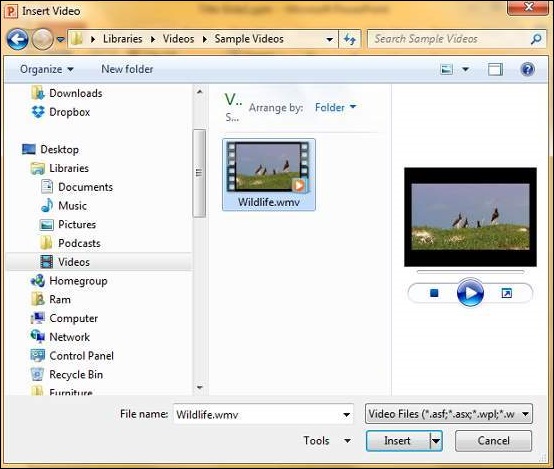 Insert Video
Libraries Videos Sample Videos Search Sample Videos
Organize New folder
Downloads
Dropbox
Desktop
Libraries
Documents
Music
Pictures
Podcasts
Videos
Homegroup
Ram
Computer
Network
Control Panel
Recycle Bin
Furniture
V...
S...
Arrange by: Folder
Wildlife.wmv
File name: Wildlife.wmv Video Files (*.asf;*.asx;*.wpl;*.w
Tools Insert Cancel